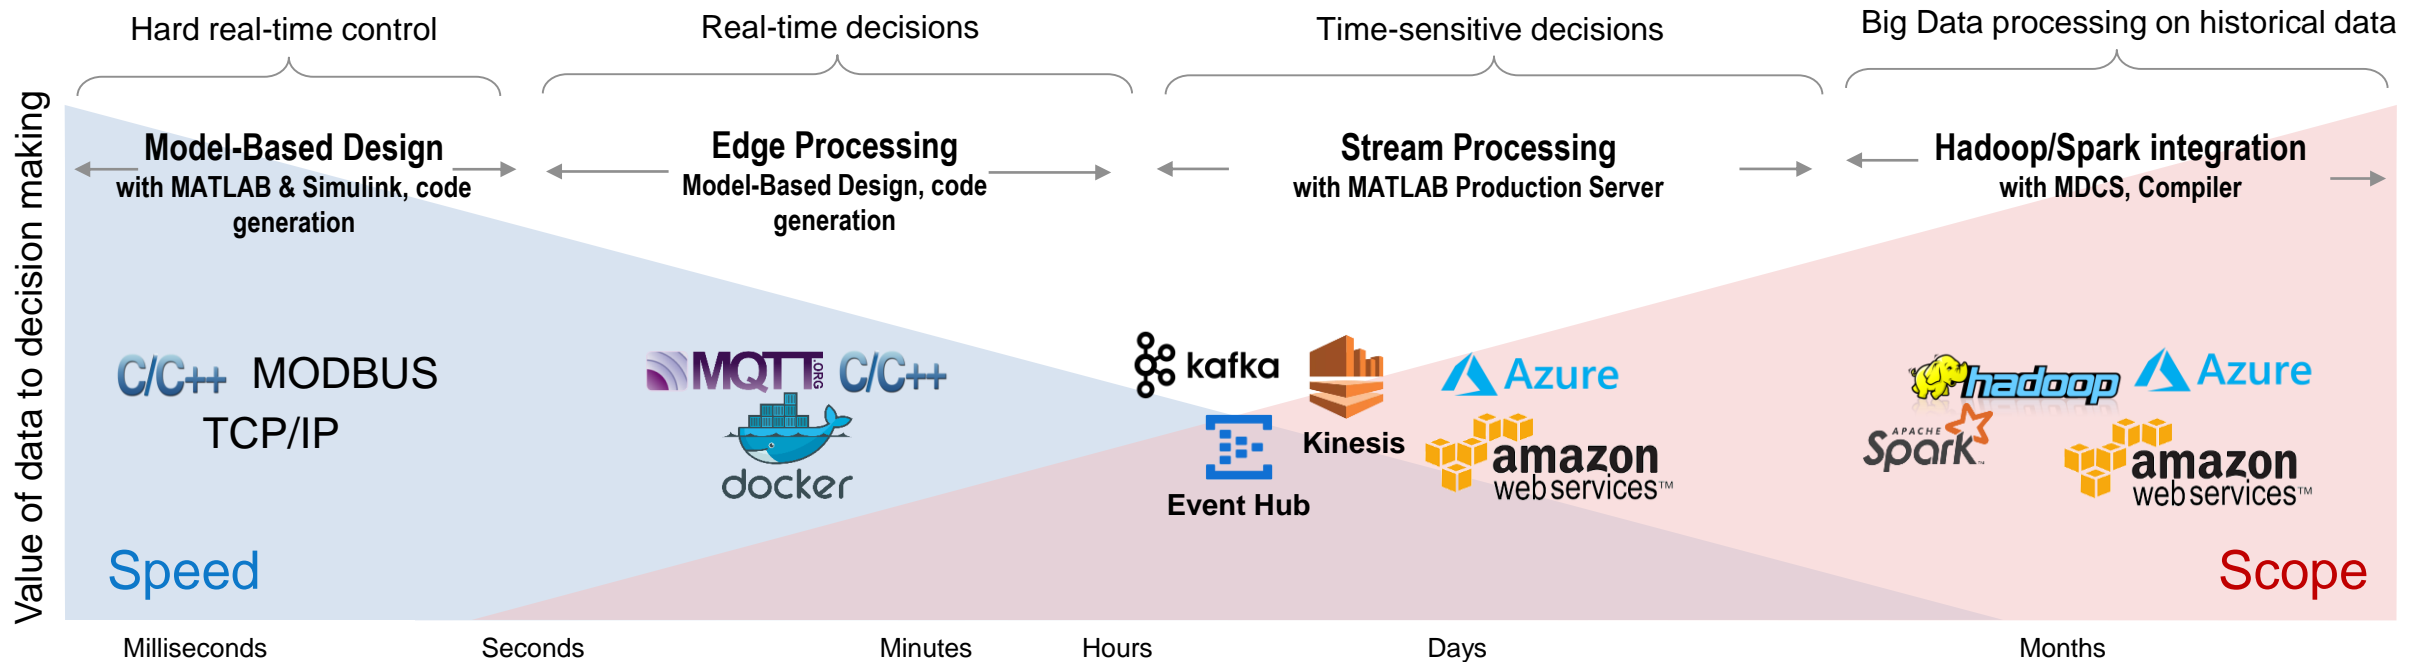 Hard real-time control
Real-time decisions
Time-sensitive decisions
Big Data processing on historical data
Value of data to decision making
Model-Based Design
with MATLAB & Simulink, code
generation
Edge Processing
Model-Based Design, code
generation
Stream Processing
with MATLAB Production Server
Hadoop/Spark integration
with MDCS, Compiler
C/C++
MODBUS
TCP/IP
MQTT.ORG
C/C++
docker
kafka
Kinesis
Event Hub
Azure
amazon
web services™
hadoop
Azure
APACHE
Spark™
amazon
web services™
Speed
Scope
Milliseconds
Seconds
Minutes
Hours
Days
Months